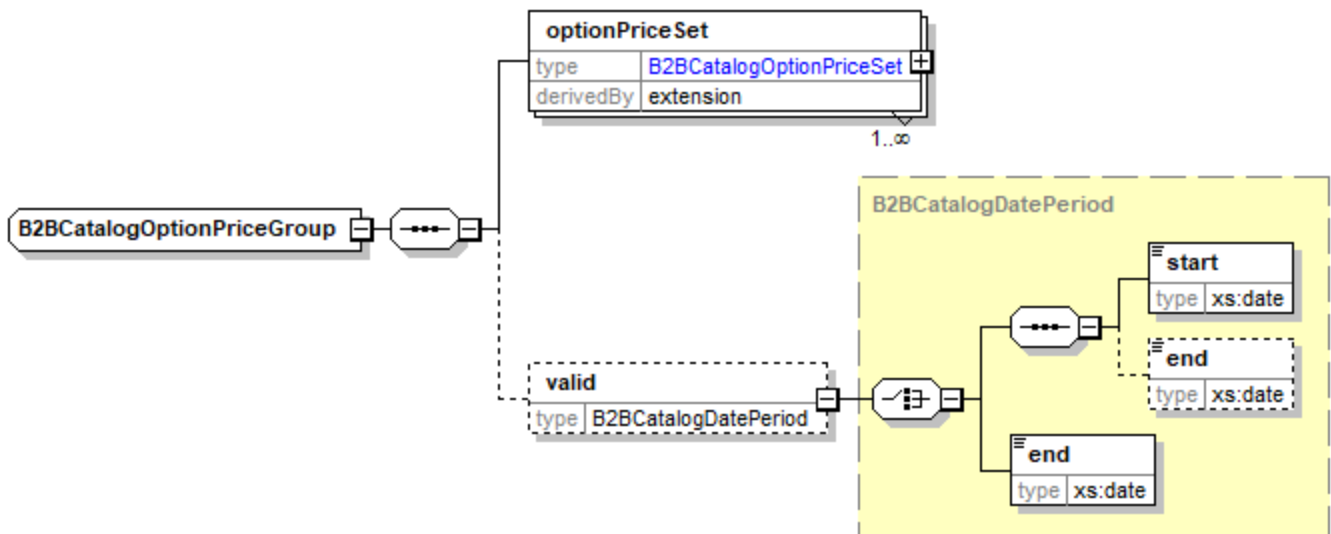 optionPriceSet
type B2BCatalogOptionPriceSet
derivedBy extension
1..∞
B2BCatalogOptionPriceGroup
B2BCatalogDatePeriod
start
type xs:date
end
type xs:date
valid
type B2BCatalogDatePeriod
end
type xs:date